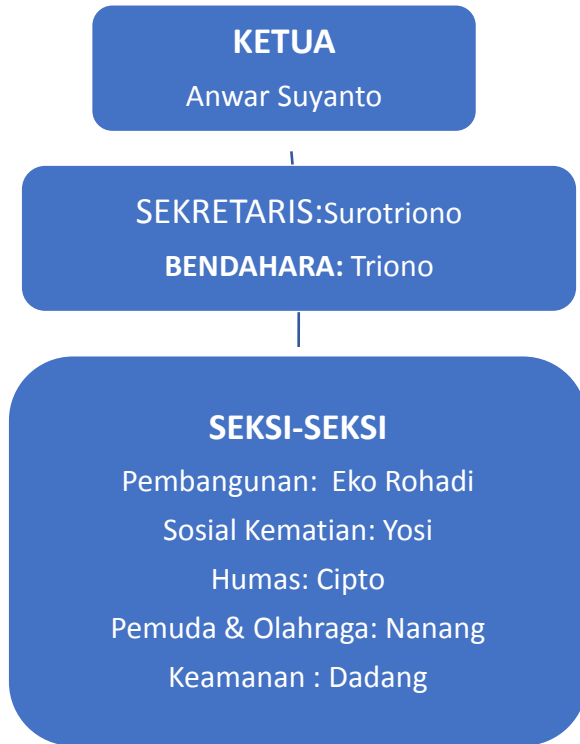 KETUA
Anwar Suyanto
SEKRETARIS:Surotriono
BENDAHARA: Triono
SEKSI-SEKSI
Pembangunan:  Eko Rohadi
Sosial Kematian: Yosi
Humas: Cipto
Pemuda & Olahraga: Nanang
Keamanan : Dadang